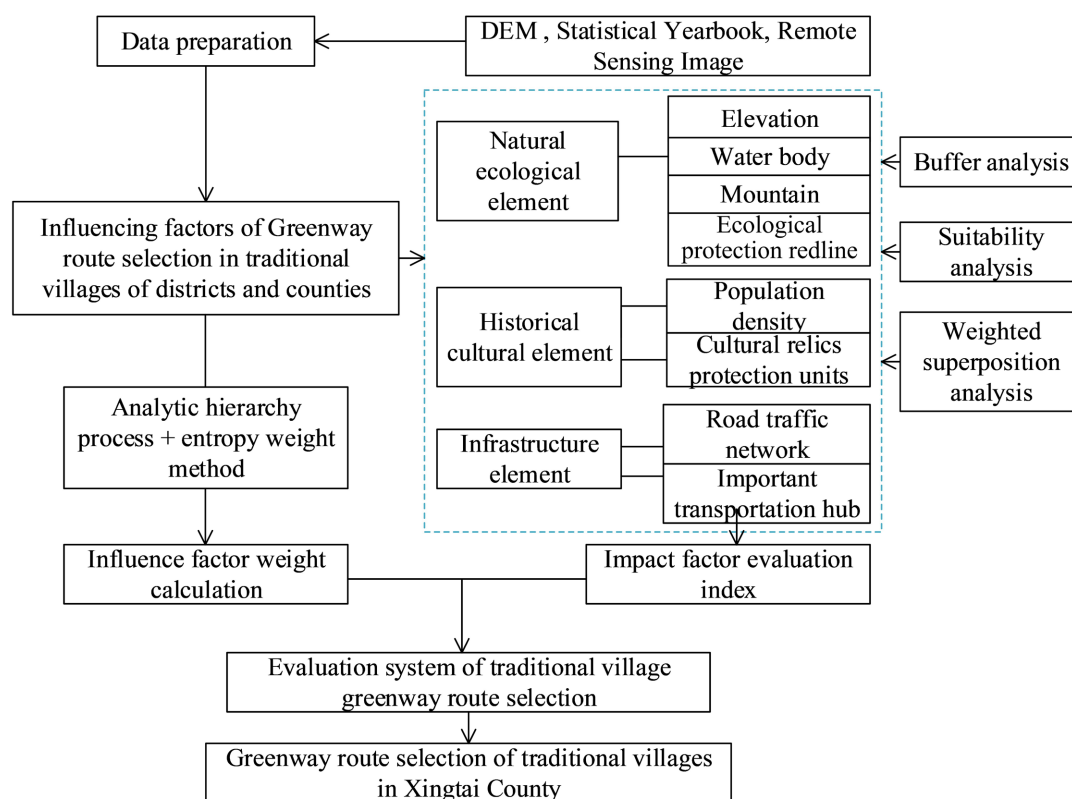 Data preparation
DEM , Statistical Yearbook, Remote
Sensing Image
Influencing factors of Greenway
route selection in traditional
villages of districts and counties
Natural
ecological
element
Elevation
Water body
Mountain
Ecological
protection redline
Historical
cultural element
Population
density
Cultural relics
protection units
Infrastructure
element
Road traffic
network
Important
transportation hub
Buffer analysis
Suitability
analysis
Weighted
superposition
analysis
Analytic hierarchy
process + entropy weight
method
Influence factor weight
calculation
Impact factor evaluation
index
Evaluation system of traditional village
greenway route selection
Greenway route selection of traditional villages
in Xingtai County